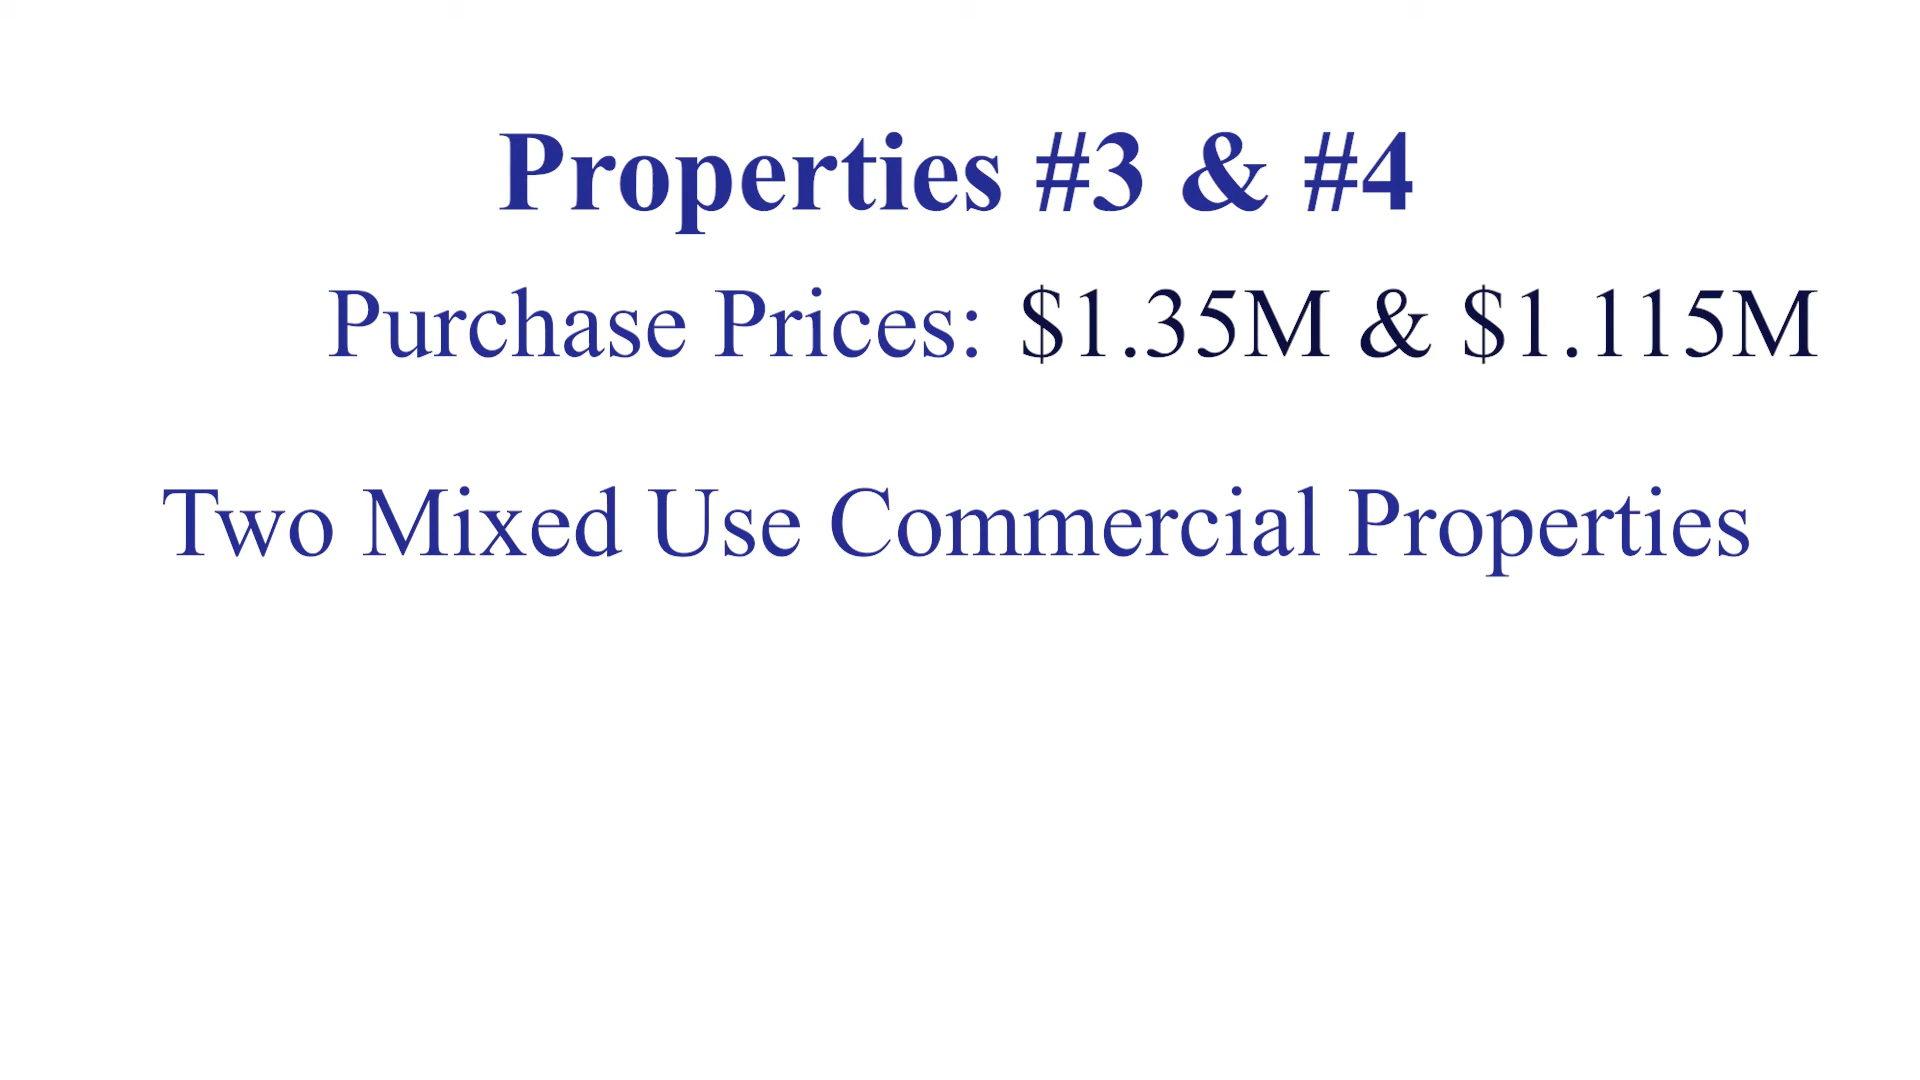 Properties #3 & #4
Purchase Prices: $1.35M & $1.115M
Two Mixed Use Commercial Properties